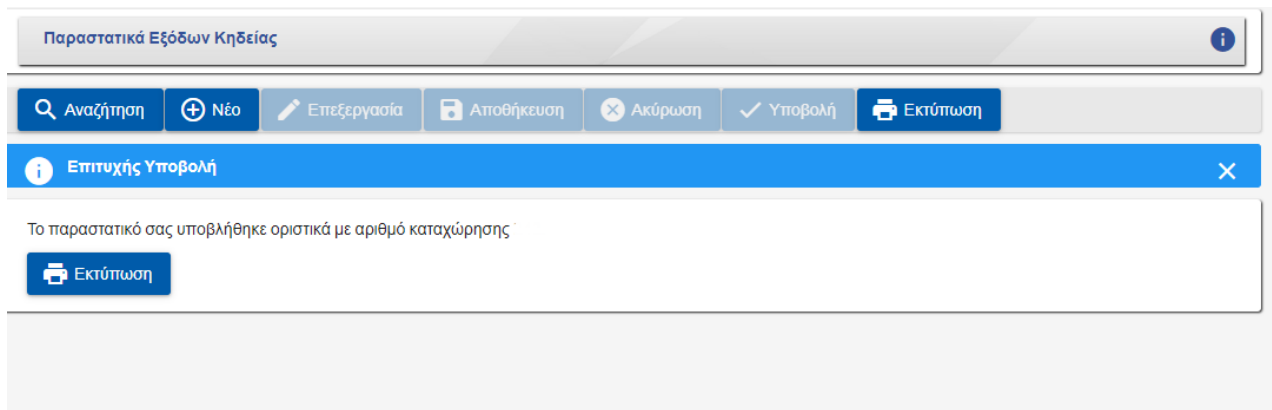 Παραστατικά Εξόδων Κηδείας
Αναζήτηση Νέο Επεξεργασία Αποθήκευση Ακύρωση Υποβολή Εκτύπωση
Επιτυχής Υποβολή
Το παραστατικό σας υποβλήθηκε οριστικά με αριθμό καταχώρησης
Εκτύπωση